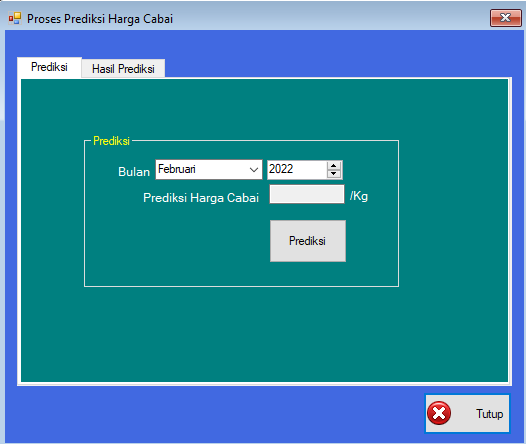 Proses Prediksi Harga Cabai
Prediksi
Hasil Prediksi
Prediksi
Bulan
Februari
2022
Prediksi Harga Cabai
/Kg
Prediksi
Tutup